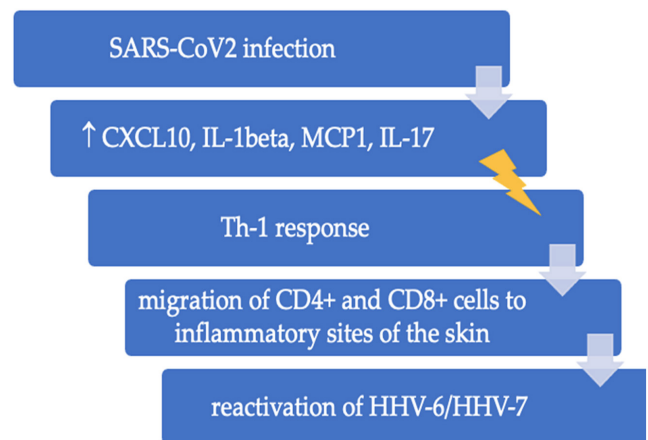 SARS-CoV2 infection
↑ CXCL10, IL-1beta, MCP1, IL-17
Th-1 response
migration of CD4+ and CD8+ cells to
inflammatory sites of the skin
reactivation of HHV-6/HHV-7